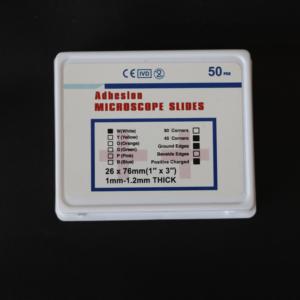 CE IVD 2 50 PCS
Adhesion
MICROSCOPE SLIDES
W(White) 90 Corners
Y (Yellow) 45 Corners
O(Orange) Ground Edges
G(Green) Bevelde Edges
P (Pink) Positive Charged
B (Blue)
26 x 76mm(1" x 3")
1mm-1.2mm THICK